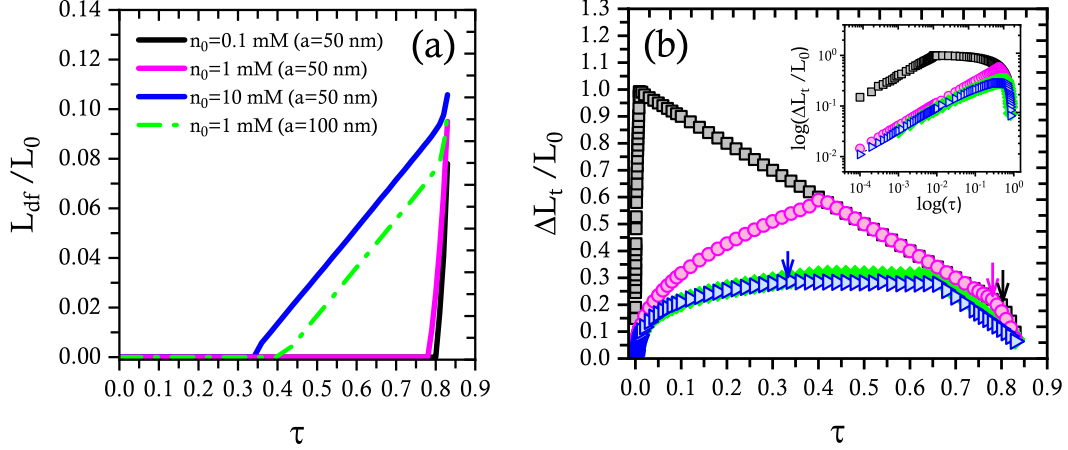 0.14
0.12
0.10
0.08
0.06
0.04
0.02
0.00
L_df /L_0
n_0=0.1 mM (a=50 nm)
n_0=1 mM (a=50 nm)
n_0=10 mM (a=50 nm)
n_0=1 mM (a=100 nm)
(a)
0.0 0.1 0.2 0.3 0.4 0.5 0.6 0.7 0.8 0.9
τ
1.3
1.2
1.1
1.0
0.9
0.8
0.7
0.6
0.5
0.4
0.3
0.2
0.1
0.0
ΔL_t /L_0
(b)
10^0
10^-1
10^-2
log(ΔL_t /L_0)
10^-4 10^-3 10^-2 10^-1 10^0
log(τ)
0.0 0.1 0.2 0.3 0.4 0.5 0.6 0.7 0.8 0.9
τ